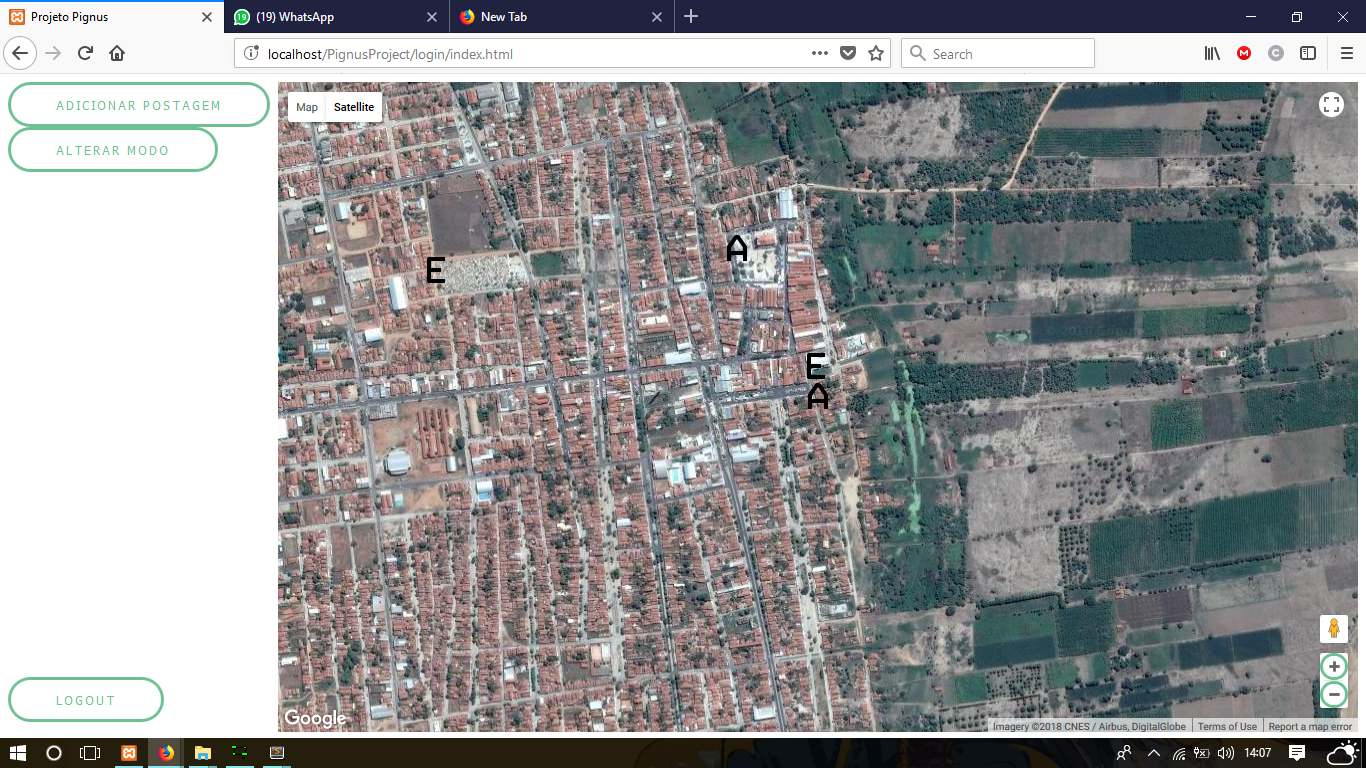 Projeto Pignus
19
(19) WhatsApp
New Tab
localhost/PignusProject/login/index.html
Search
ADICIONAR POSTAGEM
ALTERAR MODO
LOGOUT
Map
Satellite
A
E
E
A
Google
Imagery ©2018 CNES / Airbus, DigitalGlobe
Terms of Use
Report a map error
14:07